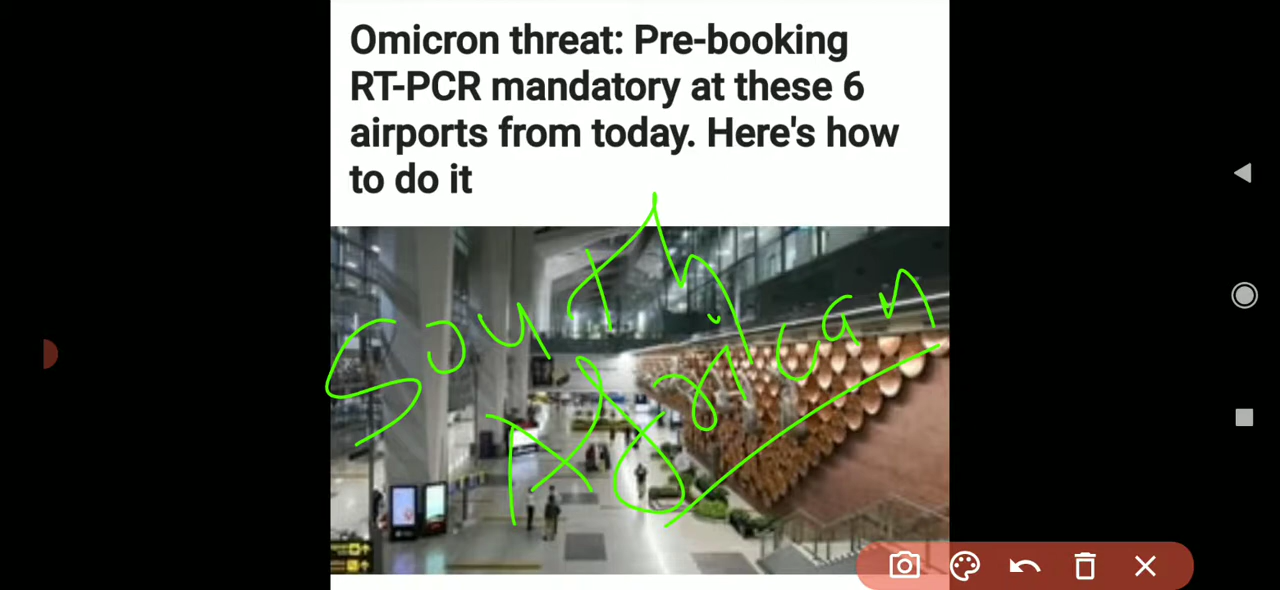 Omicron threat: Pre-booking
RT-PCR mandatory at these 6
airports from today. Here's how
to do it
South
African